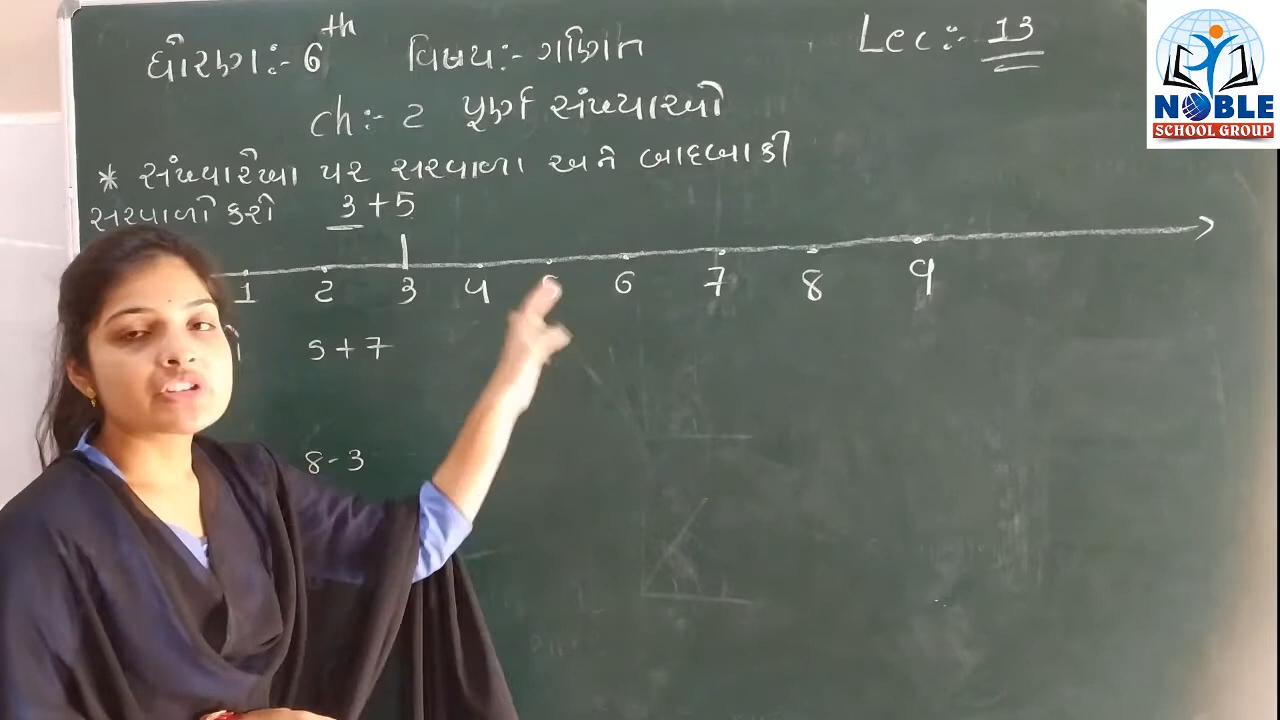 ધોરણ:- 6th વિષય:- ગણિત Lec:- 13
ch:- 2 પૂર્ણ સંખ્યાઓ
* સંખ્યારેખા પર સરવાળા અને બાદબાકી
સરવાળો કરો 3+5
1 2 3 4 5 6 7 8 9
5+7
8-3
NOBLE
SCHOOL GROUP